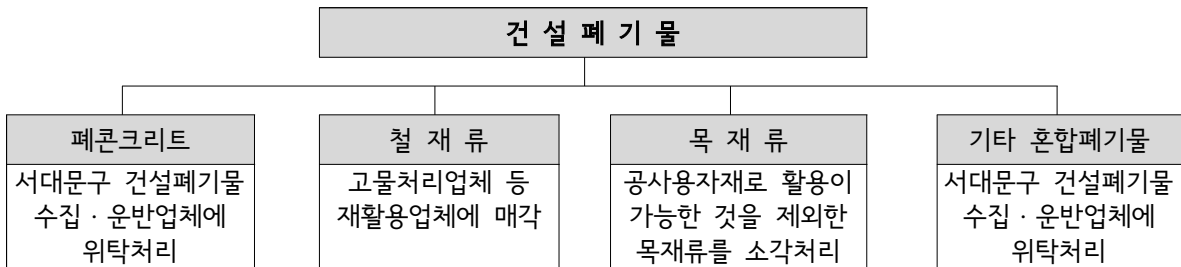 건 설 폐 기 물
폐콘크리트
서대문구 건설폐기물
수집 · 운반업체에
위탁처리
철 재 류
고물처리업체 등
재활용업체에 매각
목 재 류
공사용자재로 활용이
가능한 것을 제외한
목재류를 소각처리
기타 혼합폐기물
서대문구 건설폐기물
수집 · 운반업체에
위탁처리